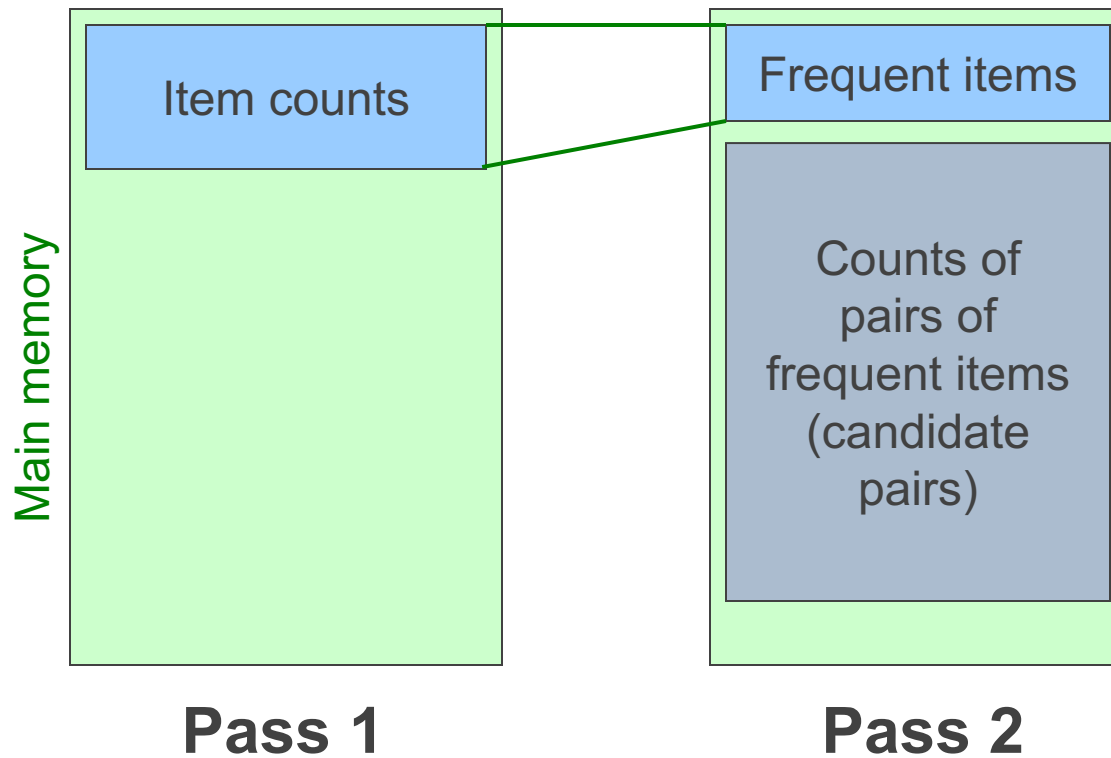 Item counts
Frequent items
Main memory
Counts of
pairs of
frequent items
(candidate
pairs)
Pass 1
Pass 2